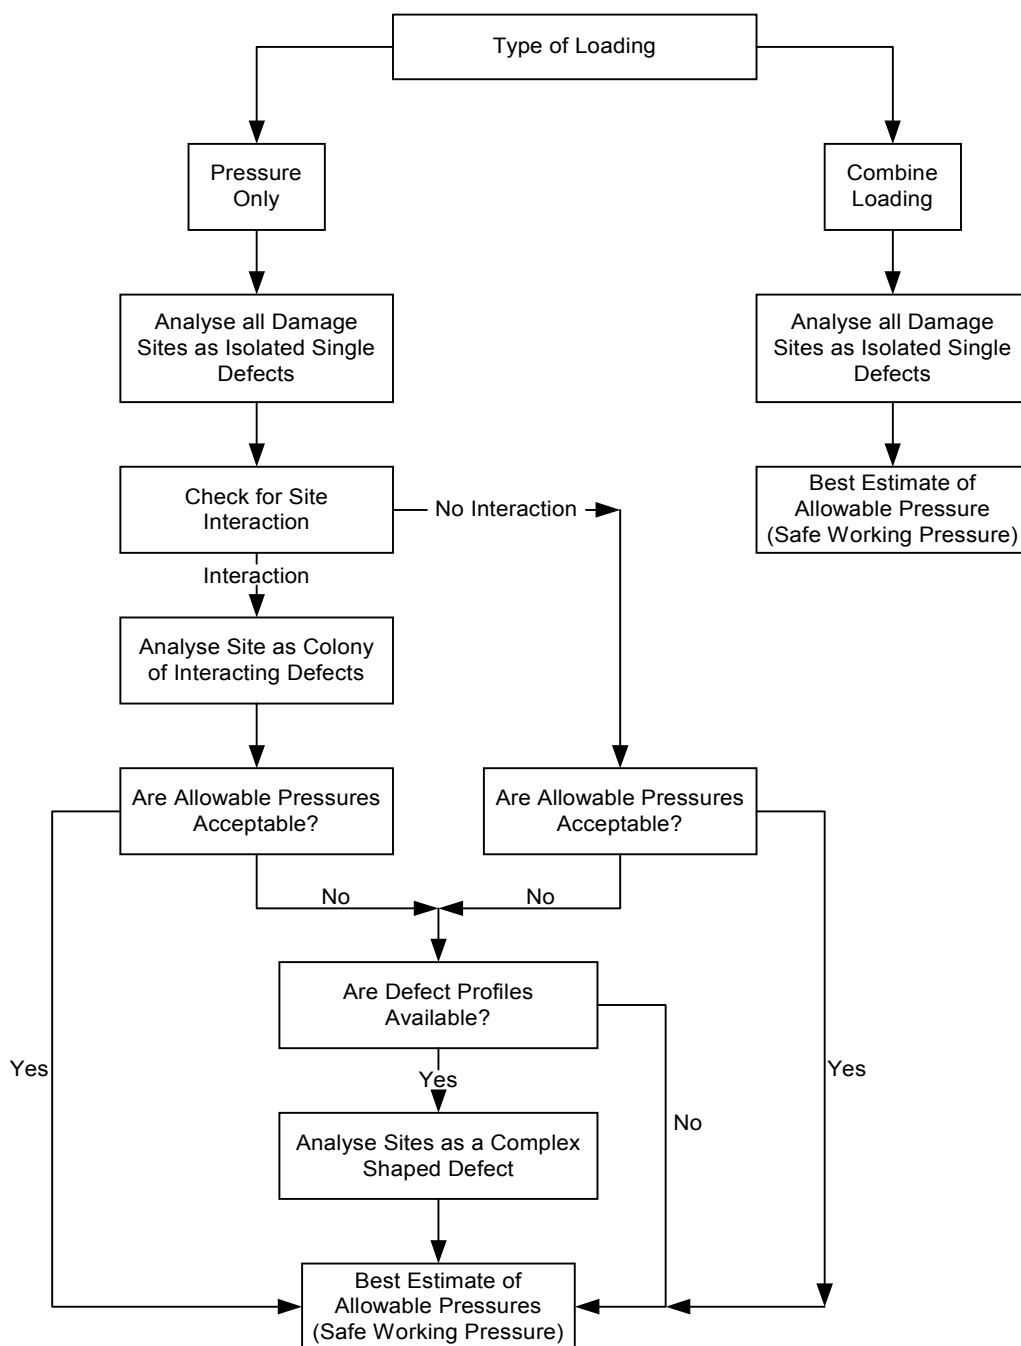 Type of Loading
Pressure
Only
Combine
Loading
Analyse all Damage
Sites as Isolated Single
Defects
Analyse all Damage
Sites as Isolated Single
Defects
Check for Site
Interaction
No Interaction
Best Estimate of
Allowable Pressure
(Safe Working Pressure)
Interaction
Analyse Site as Colony
of Interacting Defects
Are Allowable Pressures
Acceptable?
Are Allowable Pressures
Acceptable?
No
No
Are Defect Profiles
Available?
Yes
Yes
Yes
No
Analyse Sites as a Complex
Shaped Defect
Best Estimate of
Allowable Pressures
(Safe Working Pressure)